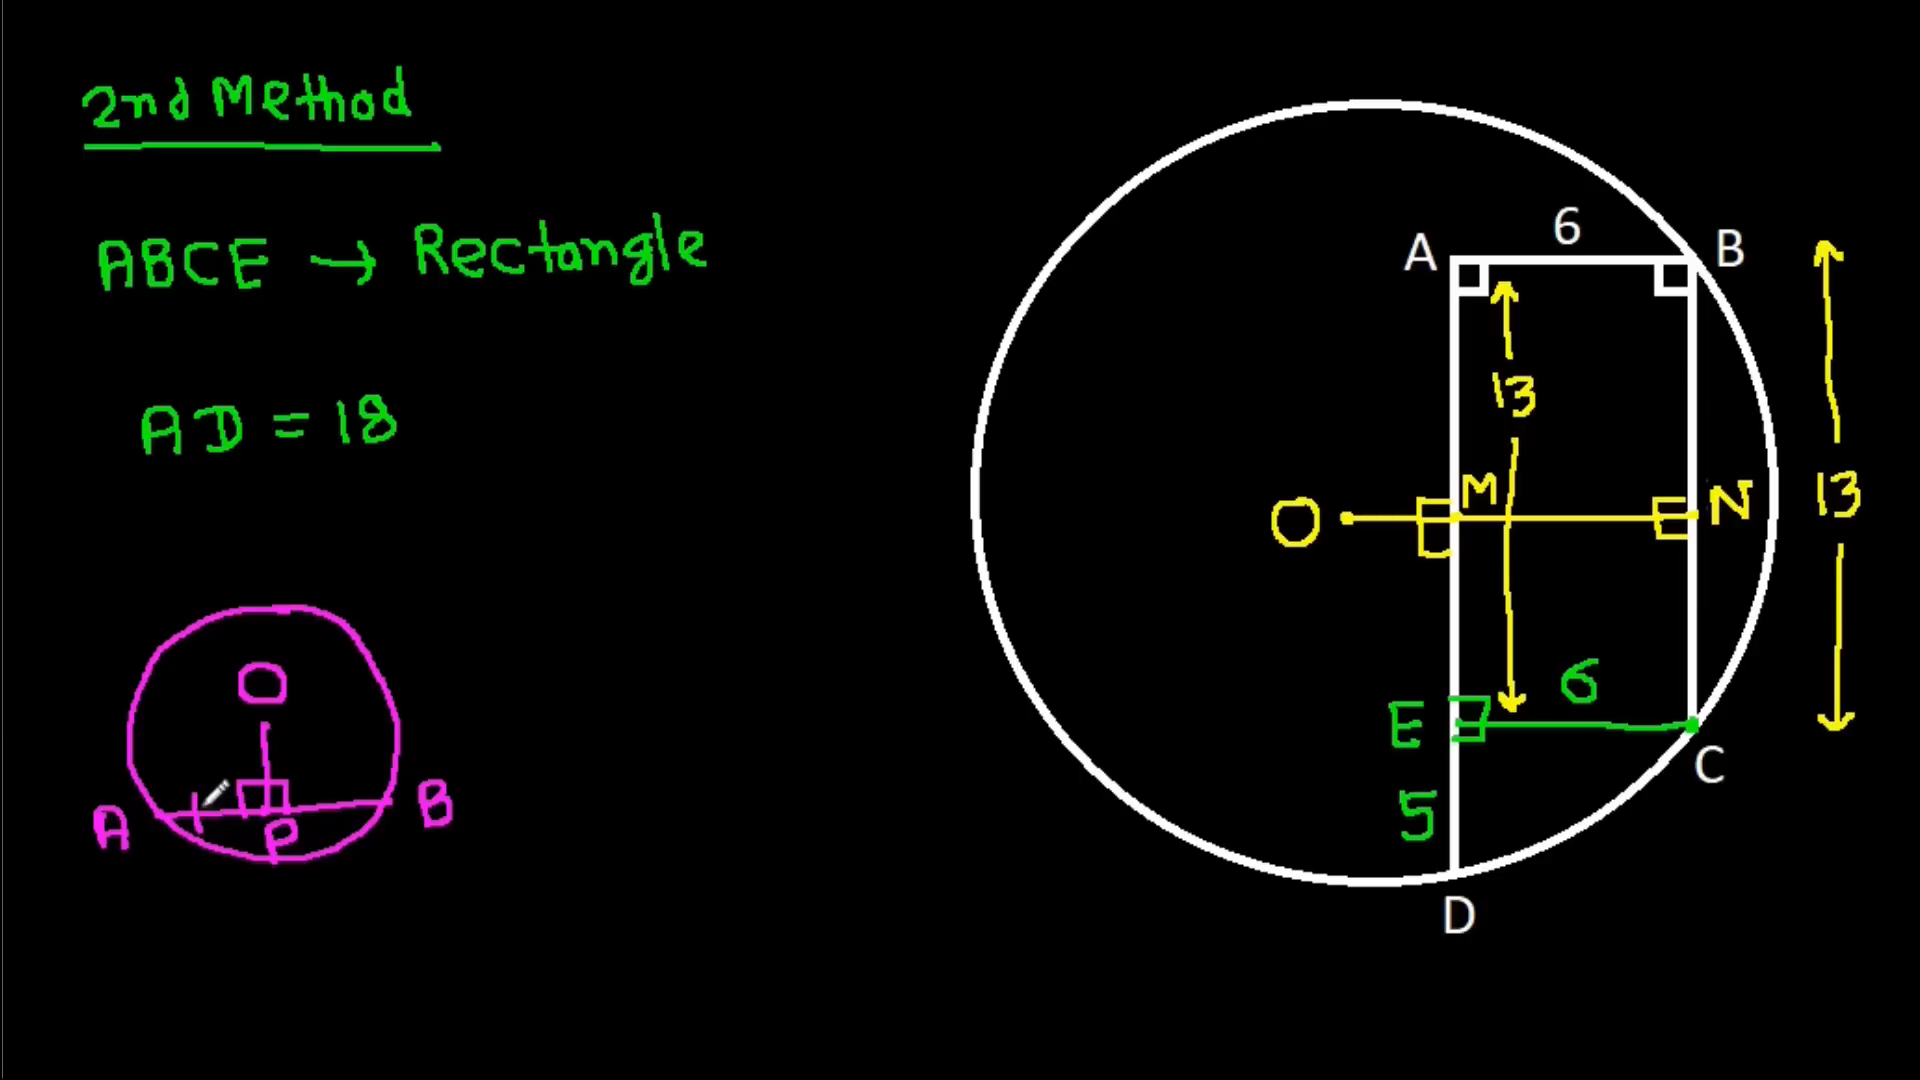 2nd Method
ABCE → Rectangle
AD = 18
O
A P B
6
A B
13
O M N 13
6
E
C
5
D